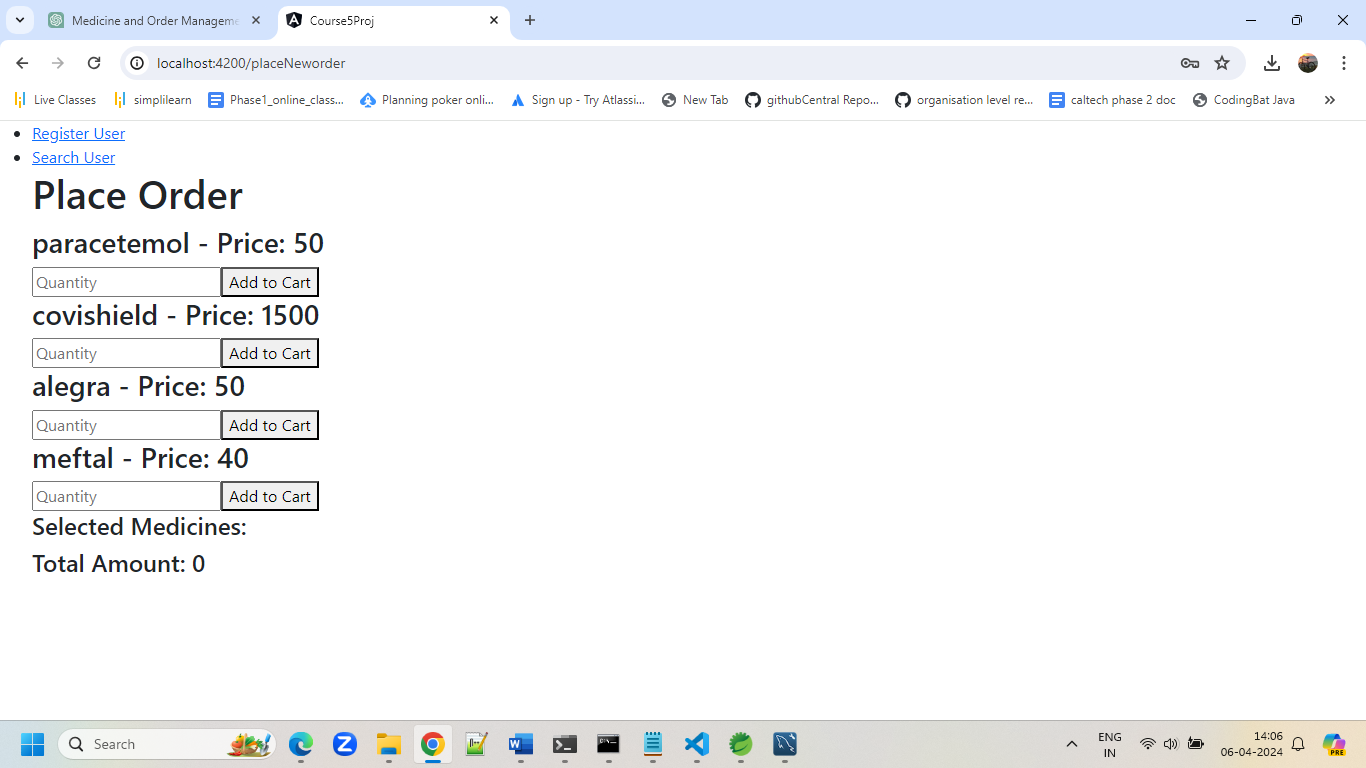 Medicine and Order Manageme
Course5Proj
localhost:4200/placeNeworder
Live Classes
simplilearn
Phase1_online_class...
Planning poker onli...
Sign up - Try Atlassi...
New Tab
githubCentral Repo...
organisation level re...
caltech phase 2 doc
CodingBat Java
»
Register User
Search User
Place Order
paracetemol - Price: 50
Quantity Add to Cart
covishield - Price: 1500
Quantity Add to Cart
alegra - Price: 50
Quantity Add to Cart
meftal - Price: 40
Quantity Add to Cart
Selected Medicines:
Total Amount: 0
Search
ENG
IN
14:06
06-04-2024
PRE